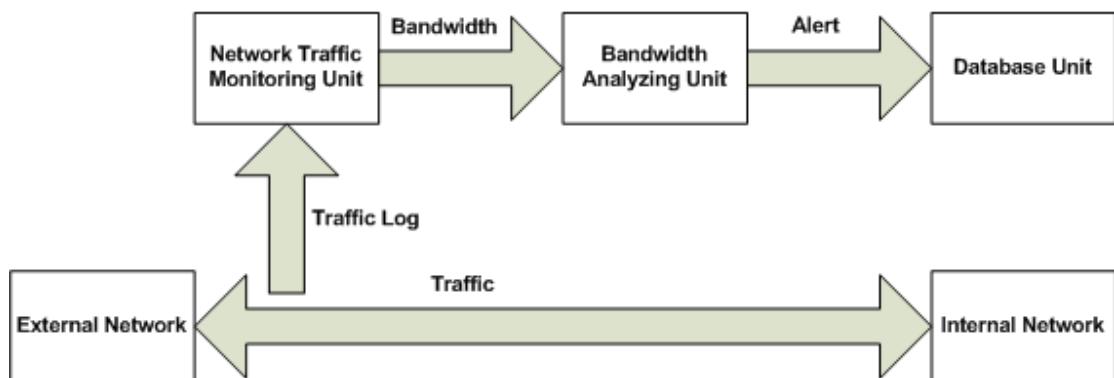 Network Traffic
Monitoring Unit
Bandwidth
Bandwidth
Analyzing Unit
Alert
Database Unit
Traffic Log
External Network
Traffic
Internal Network